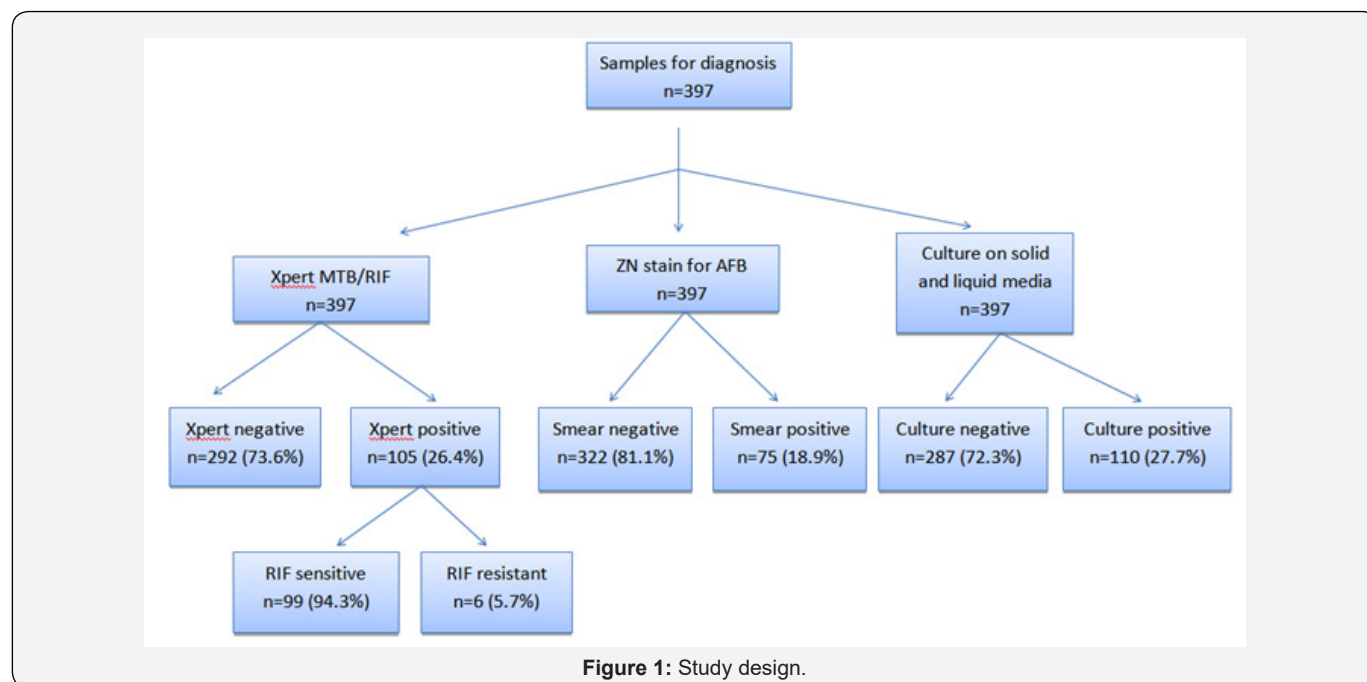 Samples for diagnosis
n=397
Xpert MTB/RIF
n=397
ZN stain for AFB
n=397
Culture on solid
and liquid media
n=397
Xpert negative
n=292 (73.6%)
Xpert positive
n=105 (26.4%)
Smear negative
n=322 (81.1%)
Smear positive
n=75 (18.9%)
Culture negative
n=287 (72.3%)
Culture positive
n=110 (27.7%)
RIF sensitive
n=99 (94.3%)
RIF resistant
n=6 (5.7%)
Figure 1: Study design.